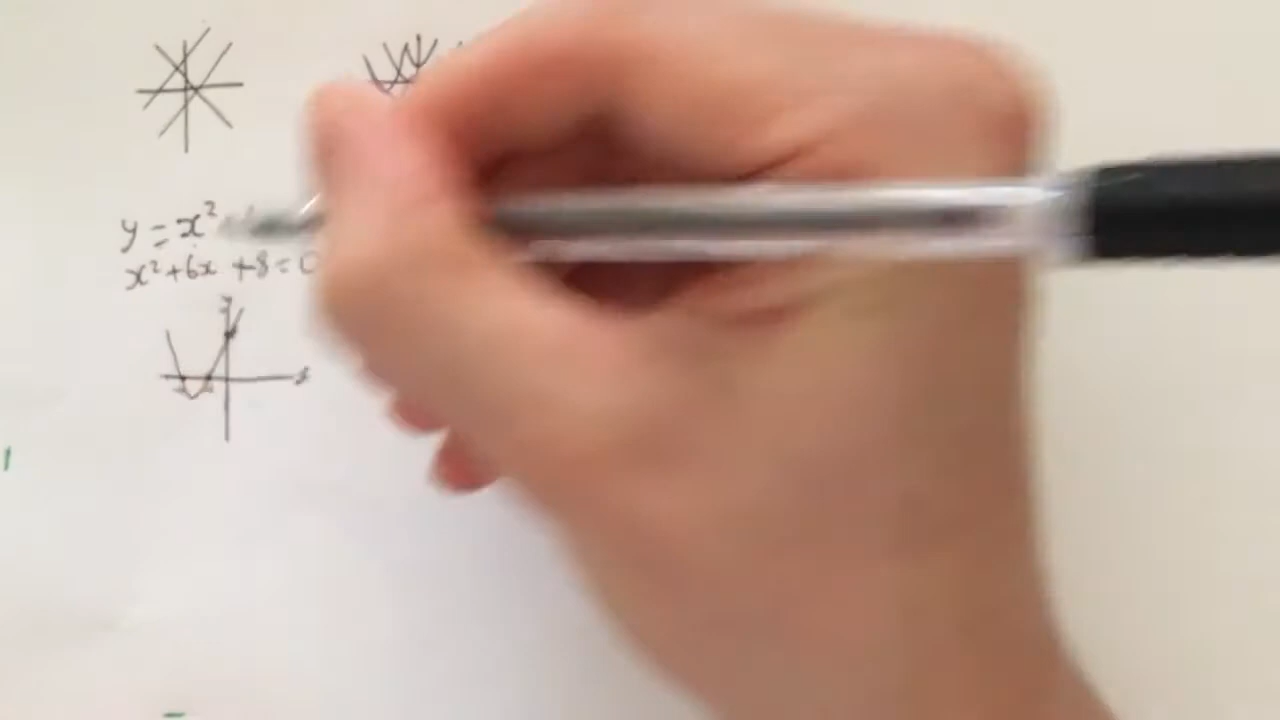 y = x²
x² + 6x + 8 = 0